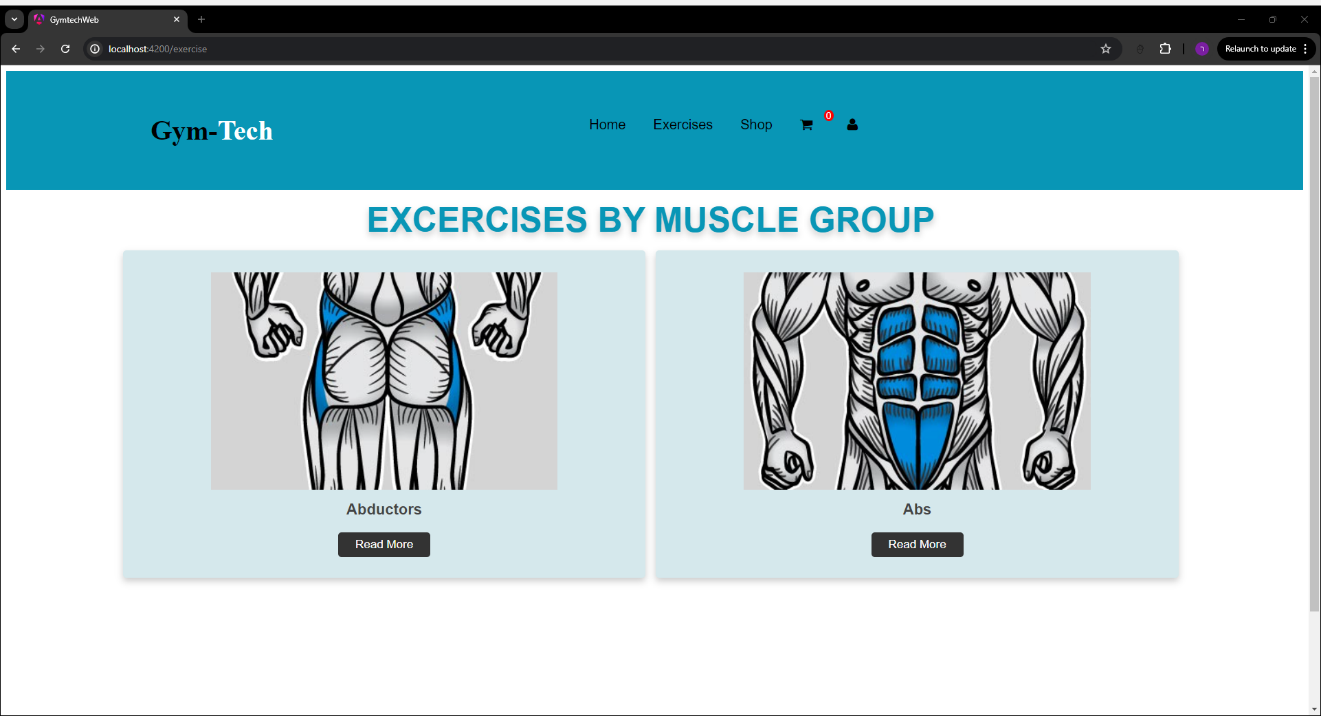 GymtechWeb
localhost:4200/exercise
Relaunch to update
Gym-Tech
Home Exercises Shop 0
EXCERCISES BY MUSCLE GROUP
Abductors
Read More
Abs
Read More